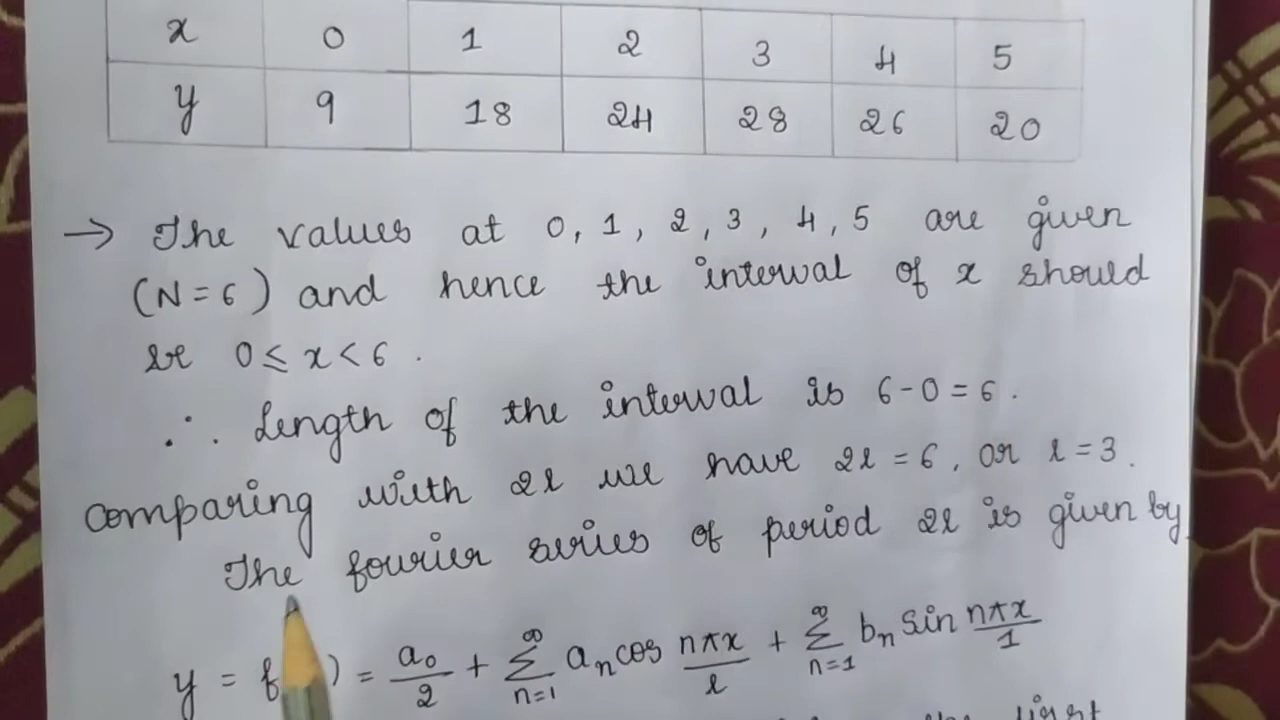 x 0 1 2 3 4 5
y 9 18 24 28 26 20
→ The values at 0, 1, 2, 3, 4, 5 are given
(N = 6) and hence the interval of x should
be 0 ≤ x < 6 .
∴ Length of the interval is 6 - 0 = 6 .
Comparing with 2l we have 2l = 6 , or l = 3 .
The fourier series of period 2l is given by
y = f ) = a₀/2 + ∞∑n=1 aₙ cos nπx/l + ∞∑n=1 bₙ sin nπx/1